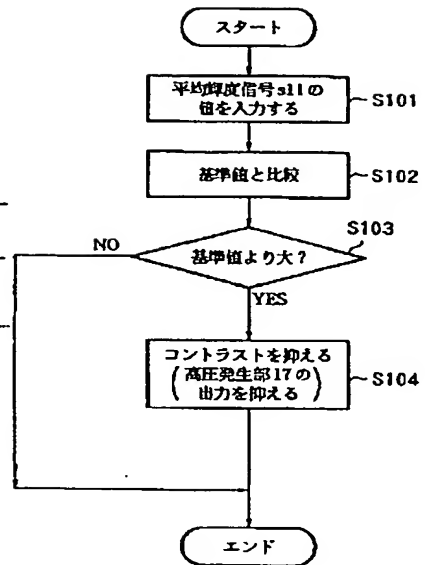 スタート
平均輝度信号s11の
値を入力する
S101
基準値と比較
S102
S103
基準値より大?
NO
YES
コントラストを抑える
(高圧発生部17の
出力を抑える)
S104
エンド